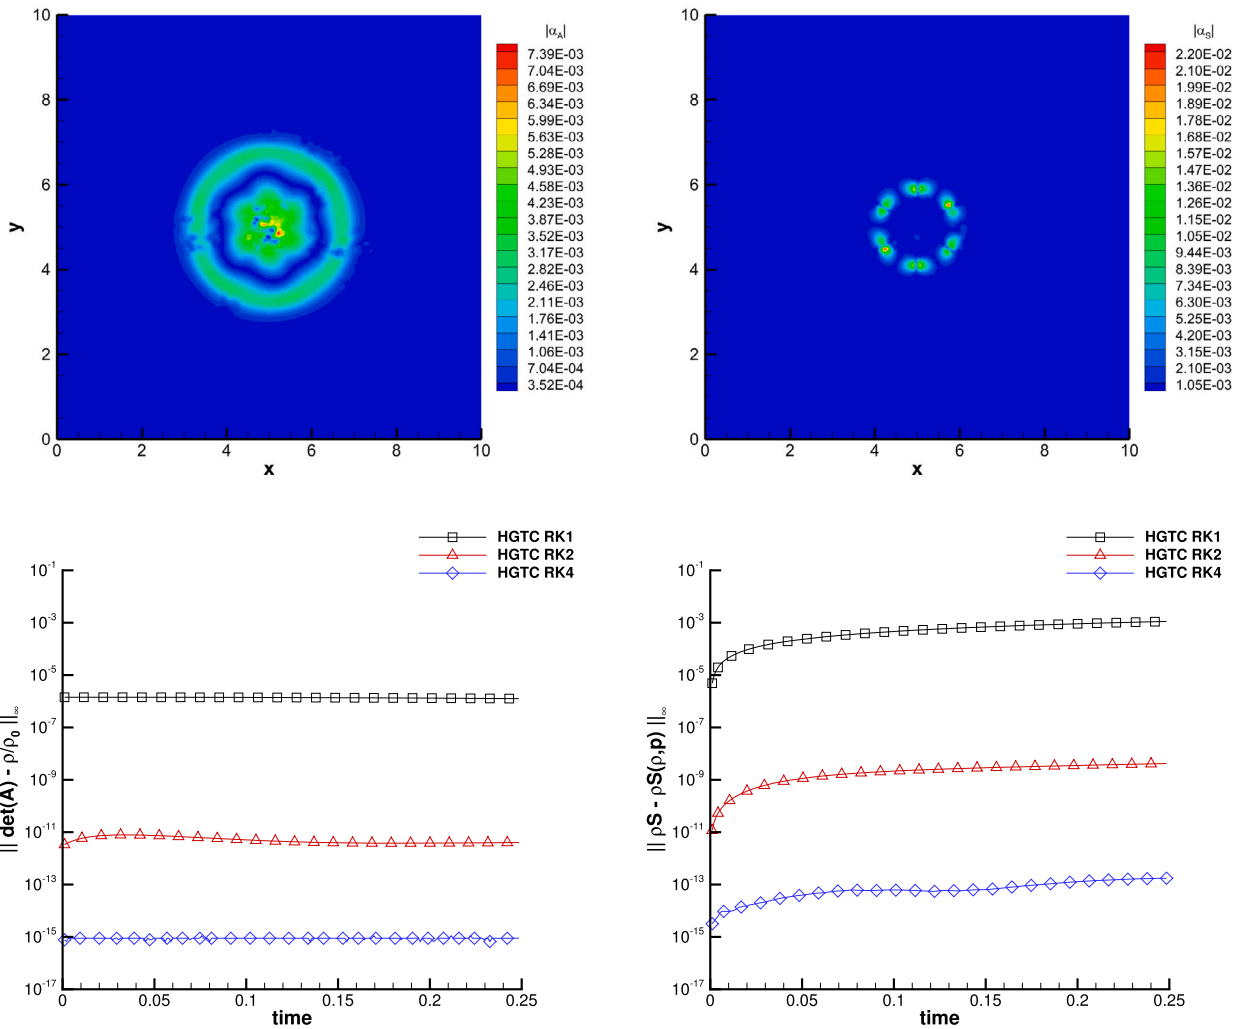 |α_A|
7.39E-03
7.04E-03
6.69E-03
6.34E-03
5.99E-03
5.63E-03
5.28E-03
4.93E-03
4.58E-03
4.23E-03
3.87E-03
3.52E-03
3.17E-03
2.82E-03
2.46E-03
2.11E-03
1.76E-03
1.41E-03
1.06E-03
7.04E-04
3.52E-04
10
8
6
4
2
0
y
0 2 4 6 8 10
x
|α_S|
2.20E-02
2.10E-02
1.99E-02
1.89E-02
1.78E-02
1.68E-02
1.57E-02
1.47E-02
1.36E-02
1.26E-02
1.15E-02
1.05E-02
9.44E-03
8.39E-03
7.34E-03
6.30E-03
5.25E-03
4.20E-03
3.15E-03
2.10E-03
1.05E-03
10
8
6
4
2
0
y
0 2 4 6 8 10
x
HGTC RK1
HGTC RK2
HGTC RK4
10^-1
10^-3
10^-5
10^-7
10^-9
10^-11
10^-13
10^-15
10^-17
|| det(A) - ρ/ρ_0 ||_∞
0 0.05 0.1 0.15 0.2 0.25
time
HGTC RK1
HGTC RK2
HGTC RK4
10^-1
10^-3
10^-5
10^-7
10^-9
10^-11
10^-13
10^-15
10^-17
|| ρS - ρS(ρ,p) ||_∞
0 0.05 0.1 0.15 0.2 0.25
time